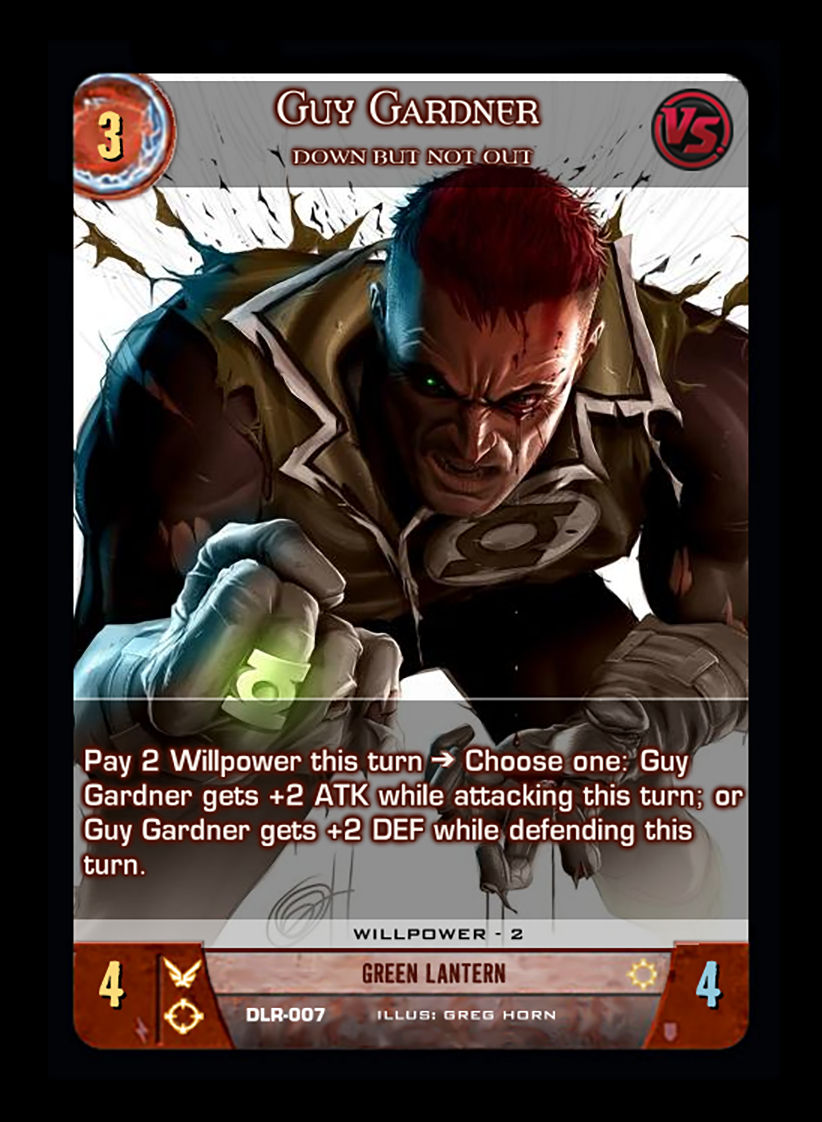 3
GUY GARDNER
VS.
DOWN BUT NOT OUT
Pay 2 Willpower this turn → Choose one: Guy
Gardner gets +2 ATK while attacking this turn; or
Guy Gardner gets +2 DEF while defending this
turn.
WILLPOWER - 2
4
GREEN LANTERN
4
DLR-007 ILLUS: GREG HORN